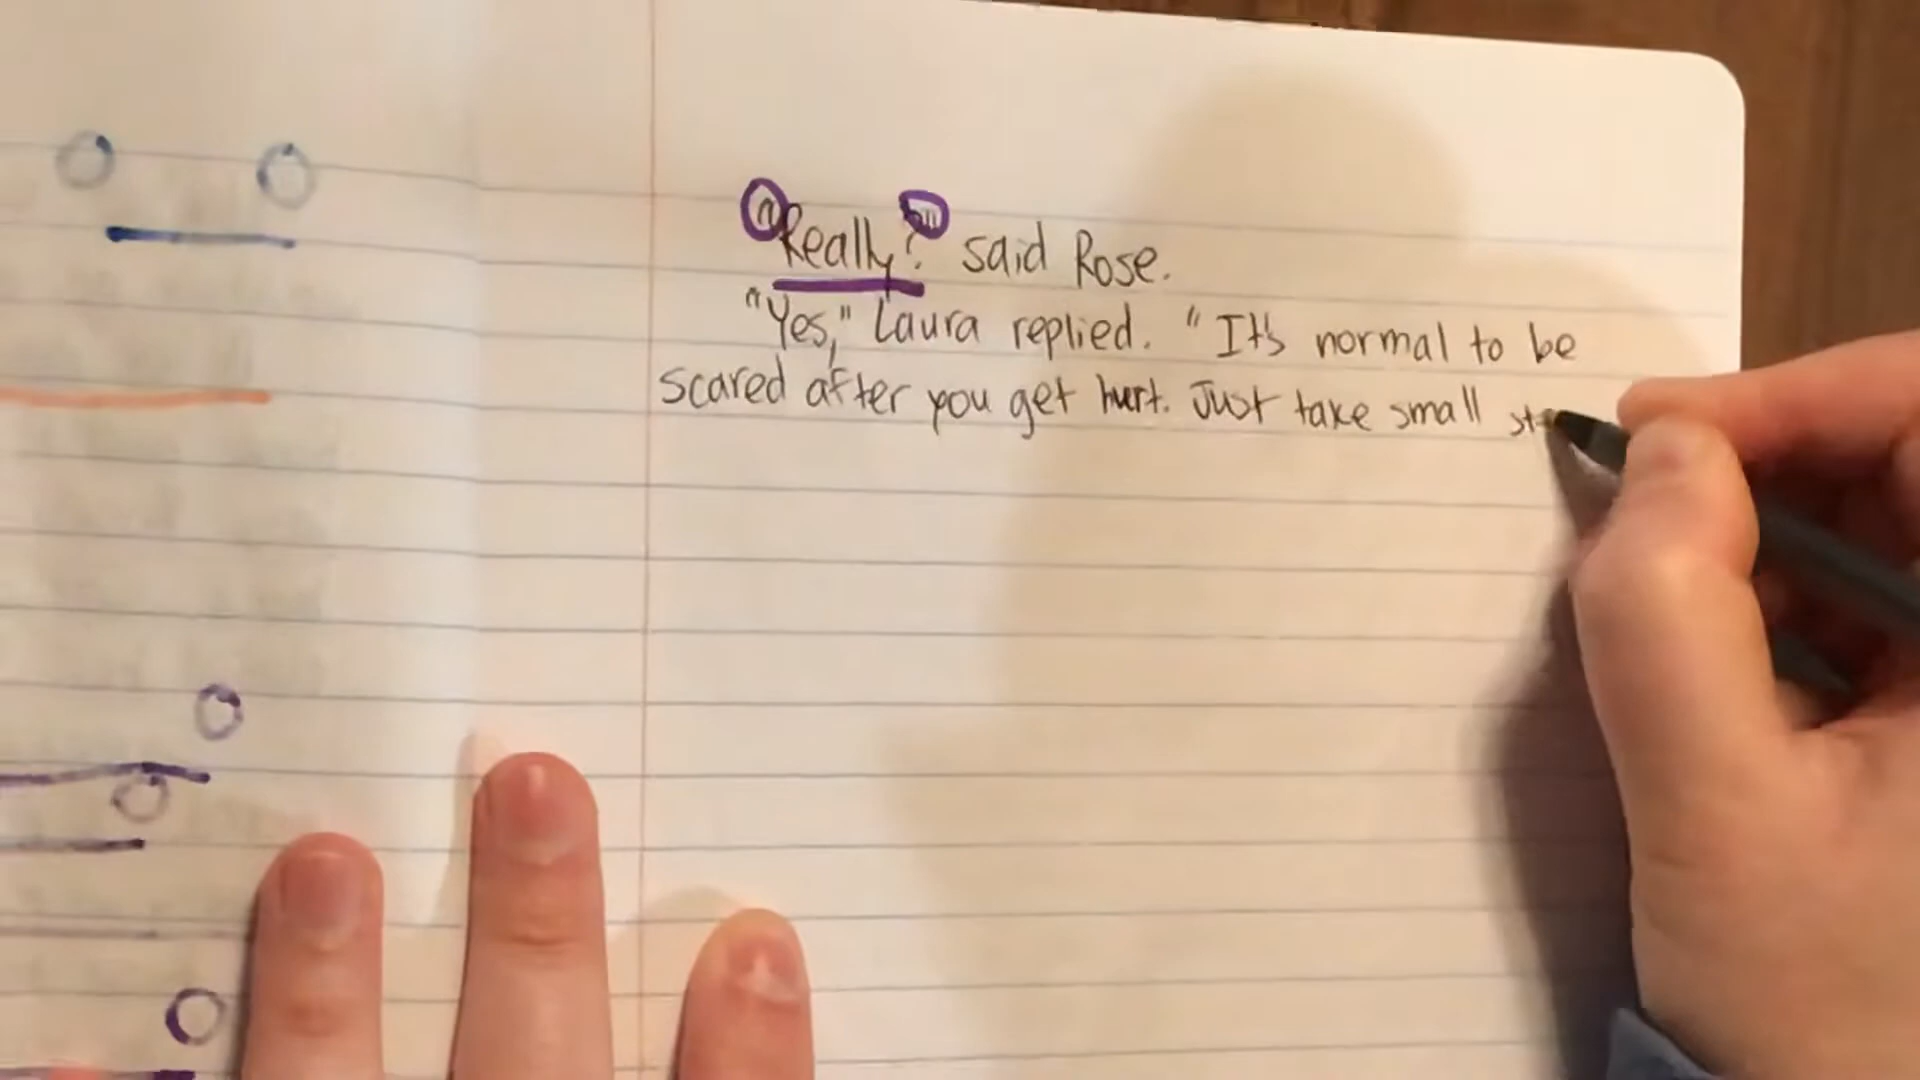 "Really?" said Rose.
"Yes," Laura replied. "It's normal to be
scared after you get hurt. Just take small